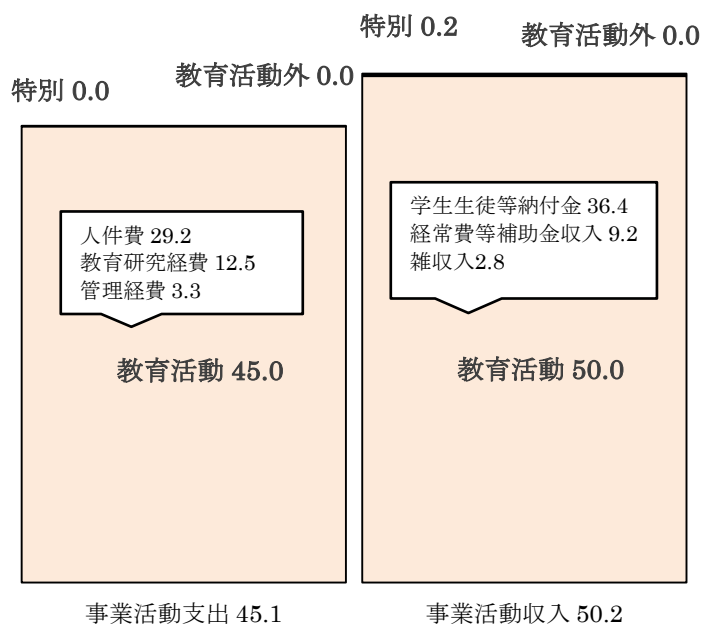 特別 0.2
教育活動外 0.0
特別 0.0
教育活動外 0.0
人件費 29.2
教育研究経費 12.5
管理経費 3.3
教育活動 45.0
学生生徒等納付金 36.4
経常費等補助金収入 9.2
雑収入2.8
教育活動 50.0
事業活動支出 45.1
事業活動収入 50.2